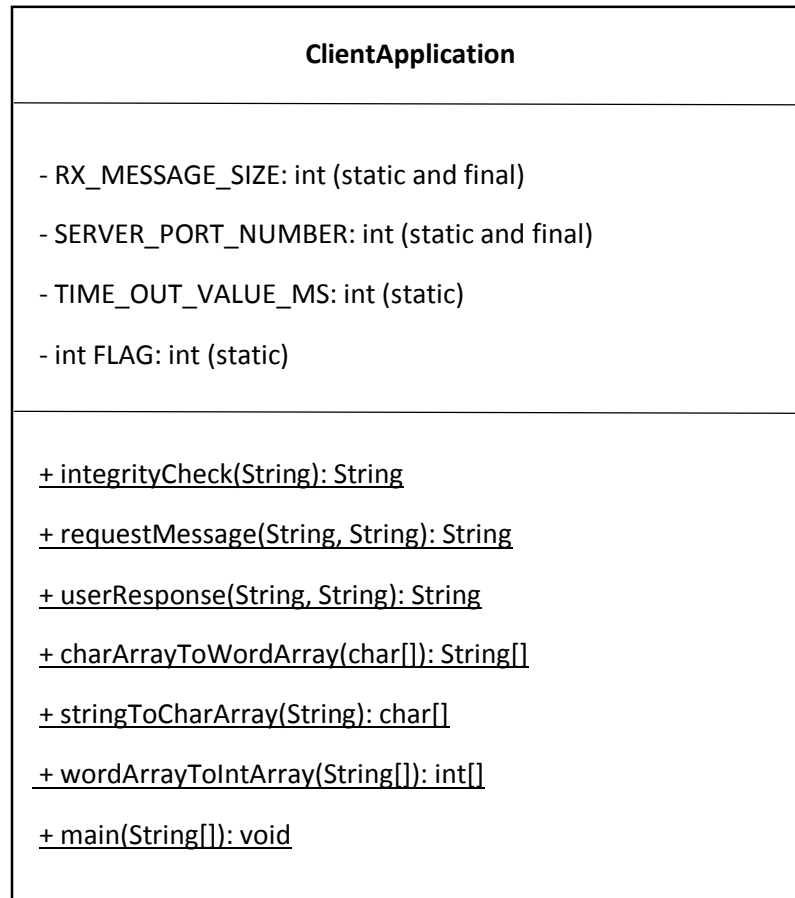 ClientApplication
- RX_MESSAGE_SIZE: int (static and final)
- SERVER_PORT_NUMBER: int (static and final)
- TIME_OUT_VALUE_MS: int (static)
- int FLAG: int (static)
+ integrityCheck(String): String
+ requestMessage(String, String): String
+ userResponse(String, String): String
+ charArrayToWordArray(char[]): String[]
+ stringToCharArray(String): char[]
+ wordArrayToIntArray(String[]): int[]
+ main(String[]): void